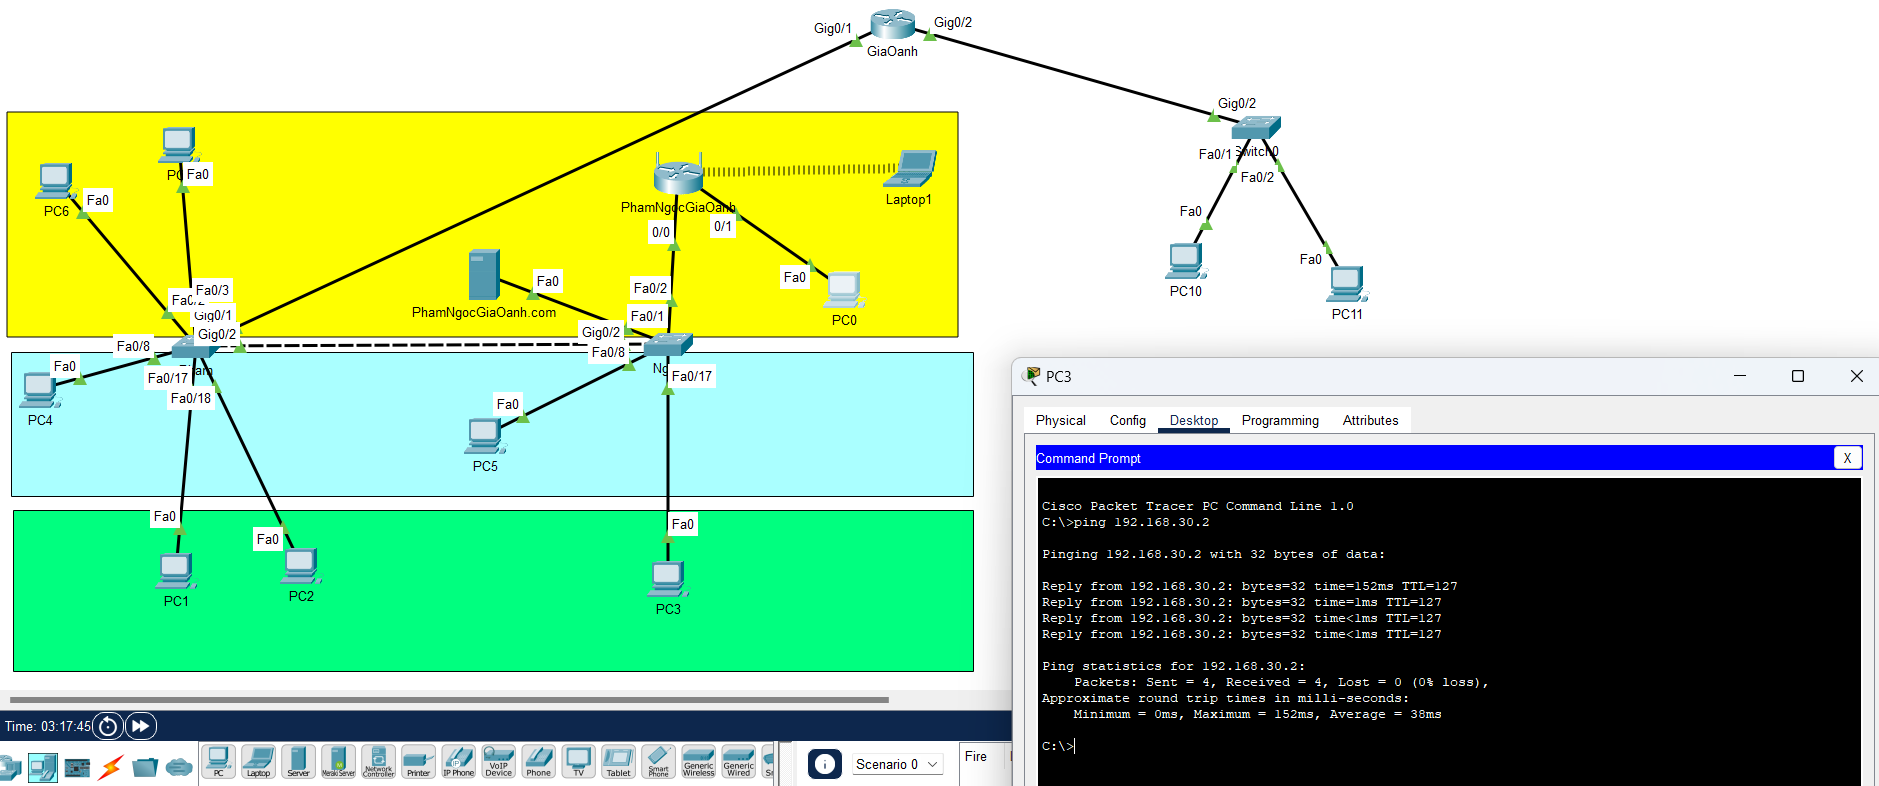 Gig0/1
Gig0/2
GiaOanh
Gig0/2
Fa0/1
Switch0
Fa0/2
Fa0
PC10
Fa0
PC11
Fa0
PC6
Fa0
PhamNgocGiaOanh
Laptop1
0/0
0/1
Fa0
PC0
Fa0
PhamNgocGiaOanh.com
Fa0/2
Fa0/1
Fa0/3
Fa0/2
Gig0/1
Gig0/2
Gig0/2
Fa0/8
Fa0/8
Fa0/17
Fa0/18
Fa0/17
Fa0
PC4
Fa0
PC5
Fa0
PC1
Fa0
PC2
Fa0
PC3
PC3
Physical Config Desktop Programming Attributes
Command Prompt X
Cisco Packet Tracer PC Command Line 1.0
C:\>ping 192.168.30.2
Pinging 192.168.30.2 with 32 bytes of data:
Reply from 192.168.30.2: bytes=32 time=152ms TTL=127
Reply from 192.168.30.2: bytes=32 time=1ms TTL=127
Reply from 192.168.30.2: bytes=32 time<1ms TTL=127
Reply from 192.168.30.2: bytes=32 time<1ms TTL=127
Ping statistics for 192.168.30.2:
Packets: Sent = 4, Received = 4, Lost = 0 (0% loss),
Approximate round trip times in milli-seconds:
Minimum = 0ms, Maximum = 152ms, Average = 38ms
C:\>
Time: 03:17:45
PC
Laptop
Server
Meraki Server
Network Controller
Printer
IP Phone
VoIP Device
Phone
TV
Tablet
Smart Phone
Generic Wireless
Generic Wired
Scenario 0
Fire